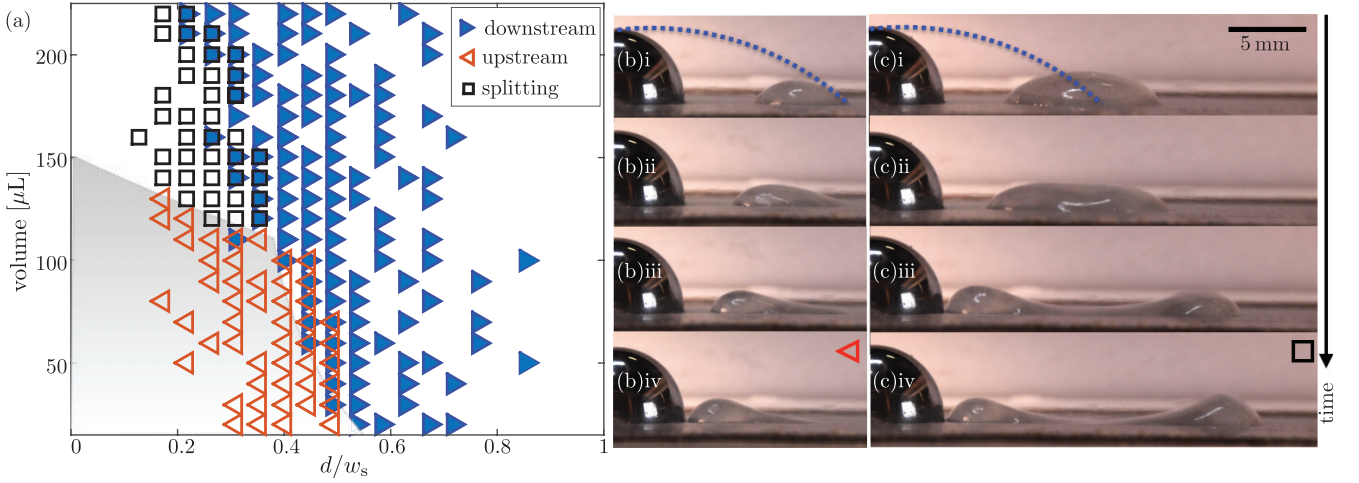 (a)
200
150
100
50
volume [μL]
0
0.2
0.4
0.6
0.8
1
d/wₛ
downstream
upstream
splitting
(b)i
(b)ii
(b)iii
(b)iv
(c)i
5 mm
(c)ii
(c)iii
(c)iv
time